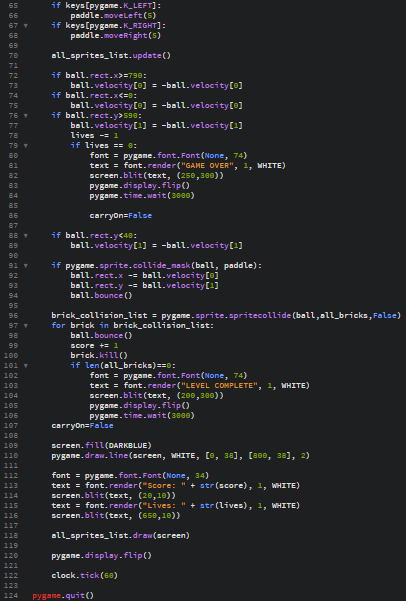 65 if keys[pygame.K_LEFT]:
66 paddle.moveLeft(5)
67 if keys[pygame.K_RIGHT]:
68 paddle.moveRight(5)
69
70 all_sprites_list.update()
71
72 if ball.rect.x>=790:
73 ball.velocity[0] = -ball.velocity[0]
74 if ball.rect.x<=0:
75 ball.velocity[0] = -ball.velocity[0]
76 if ball.rect.y>590:
77 ball.velocity[1] = -ball.velocity[1]
78 lives -= 1
79 if lives == 0:
80 font = pygame.font.Font(None, 74)
81 text = font.render("GAME OVER", 1, WHITE)
82 screen.blit(text, (250,300))
83 pygame.display.flip()
84 pygame.time.wait(3000)
85
86 carryOn=False
87
88 if ball.rect.y<40:
89 ball.velocity[1] = -ball.velocity[1]
90
91 if pygame.sprite.collide_mask(ball, paddle):
92 ball.rect.x -= ball.velocity[0]
93 ball.rect.y -= ball.velocity[1]
94 ball.bounce()
95
96 brick_collision_list = pygame.sprite.spritecollide(ball,all_bricks,False)
97 for brick in brick_collision_list:
98 ball.bounce()
99 score += 1
100 brick.kill()
101 if len(all_bricks)==0:
102 font = pygame.font.Font(None, 74)
103 text = font.render("LEVEL COMPLETE", 1, WHITE)
104 screen.blit(text, (200,300))
105 pygame.display.flip()
106 pygame.time.wait(3000)
107 carryOn=False
108
109 screen.fill(DARKBLUE)
110 pygame.draw.line(screen, WHITE, [0, 38], [800, 38], 2)
111
112 font = pygame.font.Font(None, 34)
113 text = font.render("Score: " + str(score), 1, WHITE)
114 screen.blit(text, (20,10))
115 text = font.render("Lives: " + str(lives), 1, WHITE)
116 screen.blit(text, (650,10))
117
118 all_sprites_list.draw(screen)
119
120 pygame.display.flip()
121
122 clock.tick(60)
123
124 pygame.quit()